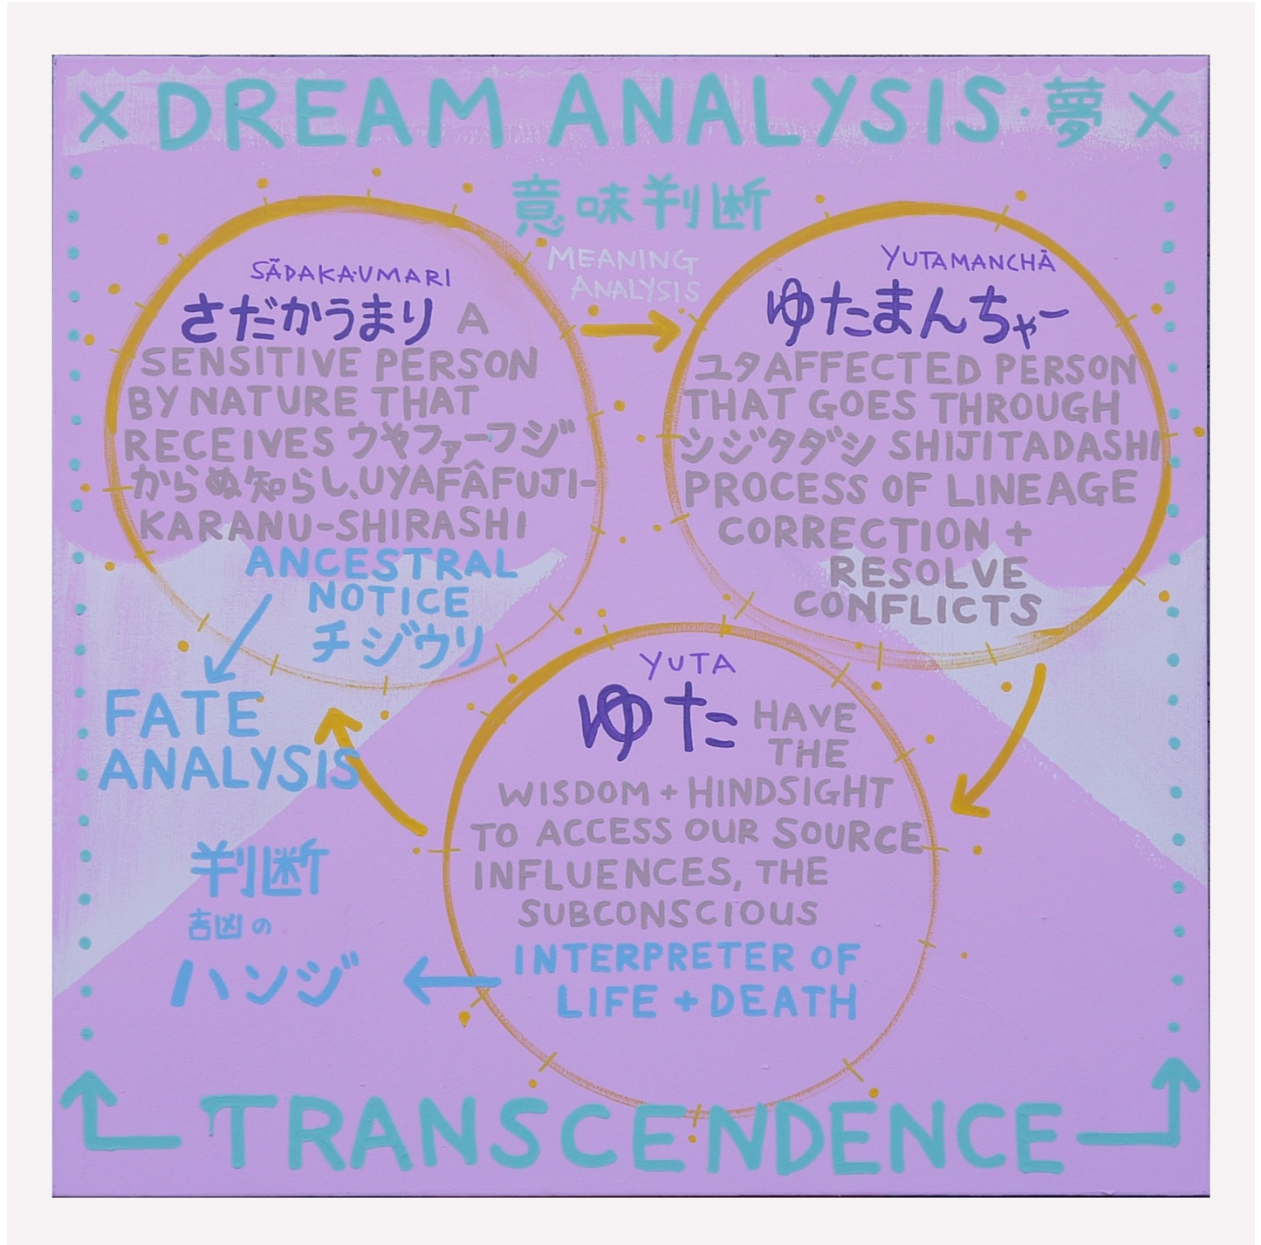 X DREAM ANALYSIS・夢 X
意味判断
MEANING
ANALYSIS
SĀDAKA・UMARI
さだかうまり A
SENSITIVE PERSON
BY NATURE THAT
RECEIVES ウヤファーフジ
からぬ知らし、UYAFÂFUJI-
KARANU-SHIRASHI
ANCESTRAL
NOTICE
チジウリ
FATE
ANALYSIS
YUTAMANCHĀ
ゆたまんちゃー
ユタAFFECTED PERSON
THAT GOES THROUGH
シジタダシ SHIJITADASHI
PROCESS OF LINEAGE
CORRECTION +
RESOLVE
CONFLICTS
YUTA
ゆた HAVE
THE
WISDOM + HINDSIGHT
TO ACCESS OUR SOURCE
INFLUENCES, THE
SUBCONSCIOUS
INTERPRETER OF
LIFE + DEATH
判断
吉凶の
ハンジ
TRANSCENDENCE